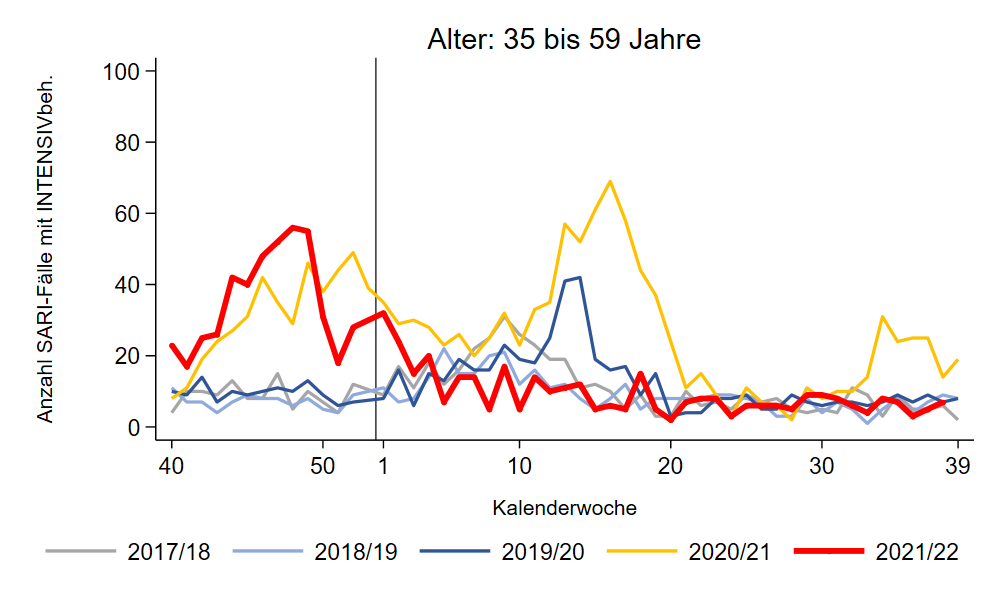 Alter: 35 bis 59 Jahre
Anzahl SARI-Fälle mit INTENSIVbeh.
100
80
60
40
20
0
40 50 1 10 20 30 39
Kalenderwoche
2017/18 2018/19 2019/20 2020/21 2021/22